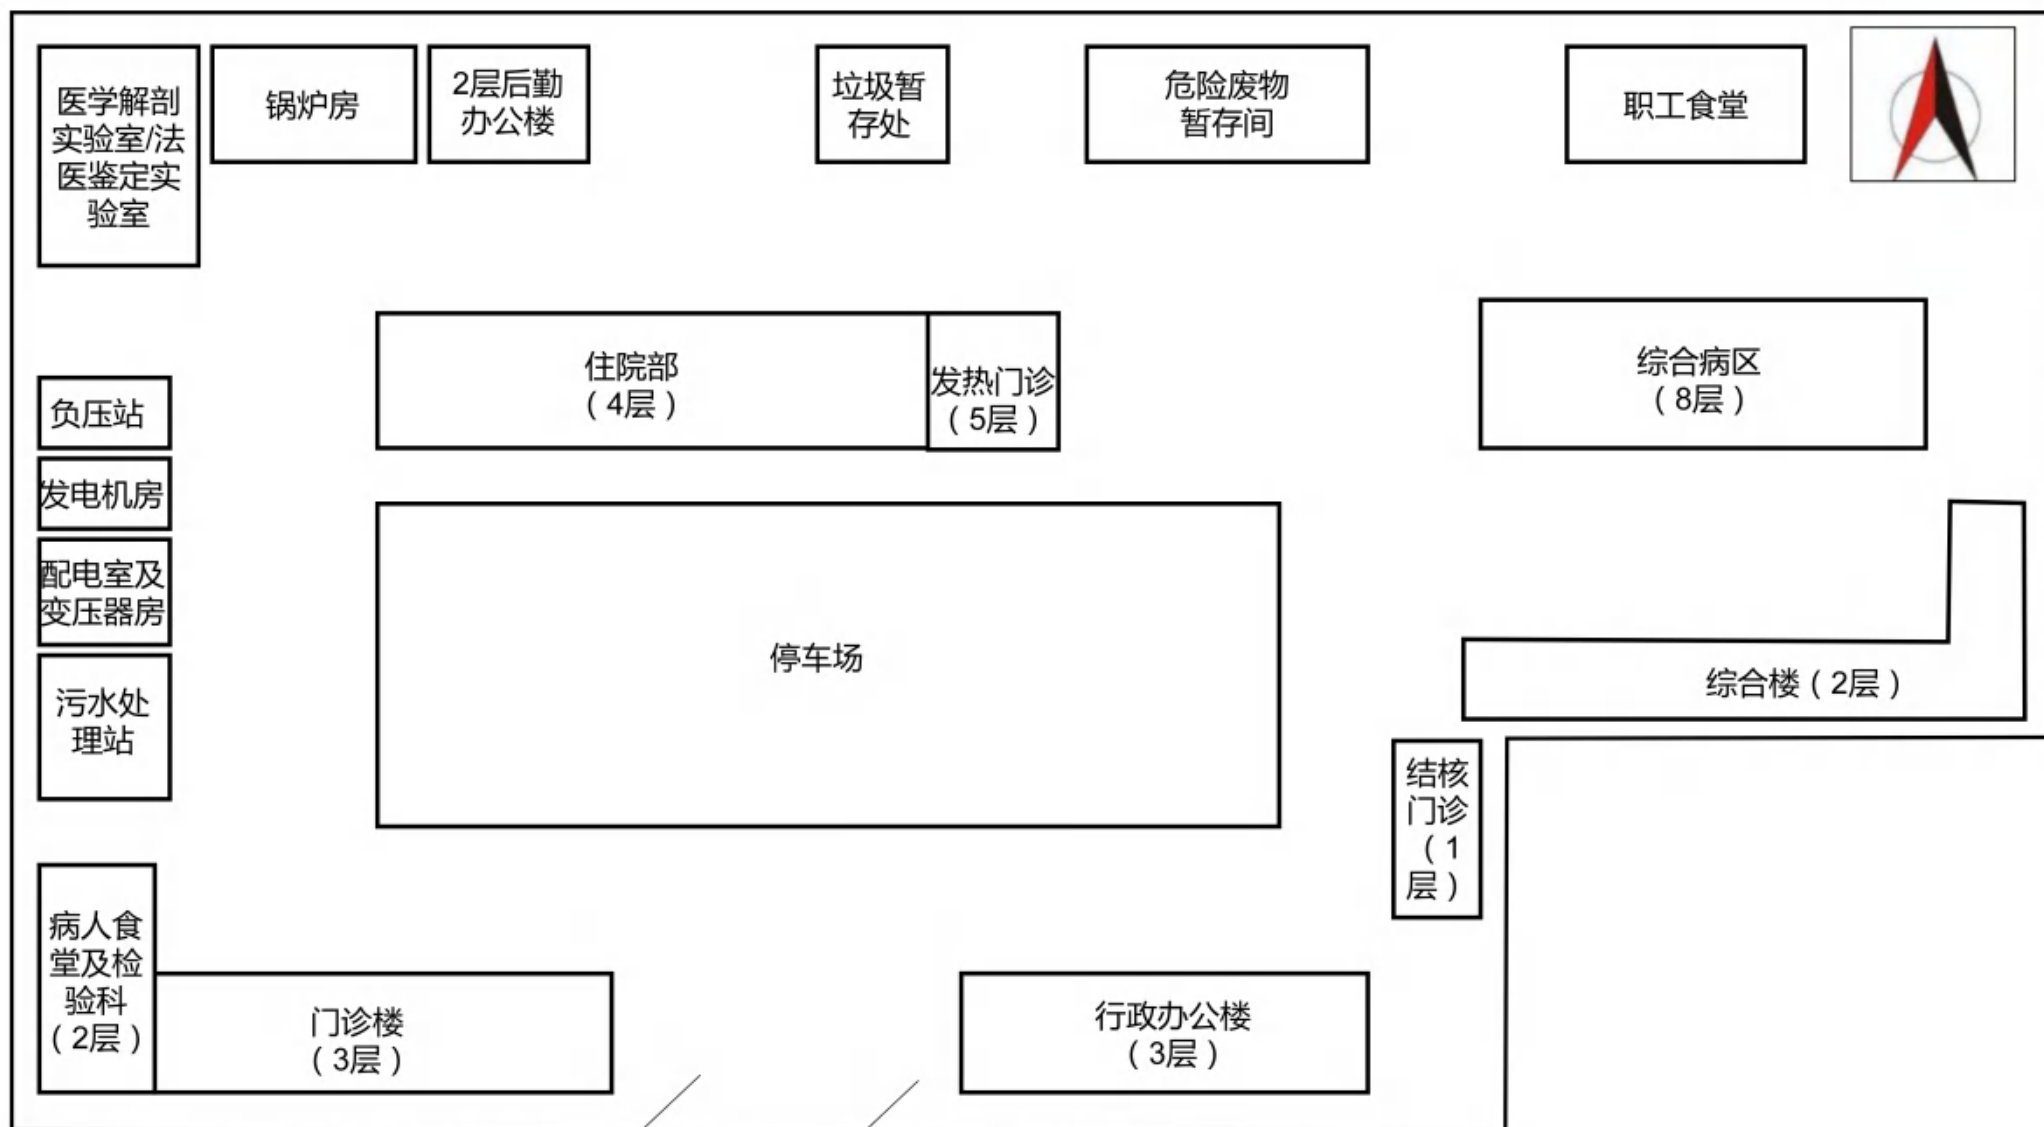 医学解剖
实验室/法
医鉴定实
验室
锅炉房
2层后勤
办公楼
垃圾暂
存处
危险废物
暂存间
职工食堂
住院部
（4层）
发热门诊
（5层）
综合病区
（8层）
负压站
发电机房
配电室及
变压器房
污水处
理站
停车场
综合楼（2层）
结核
门诊
（1
层）
病人食
堂及检
验科
（2层）
门诊楼
（3层）
行政办公楼
（3层）